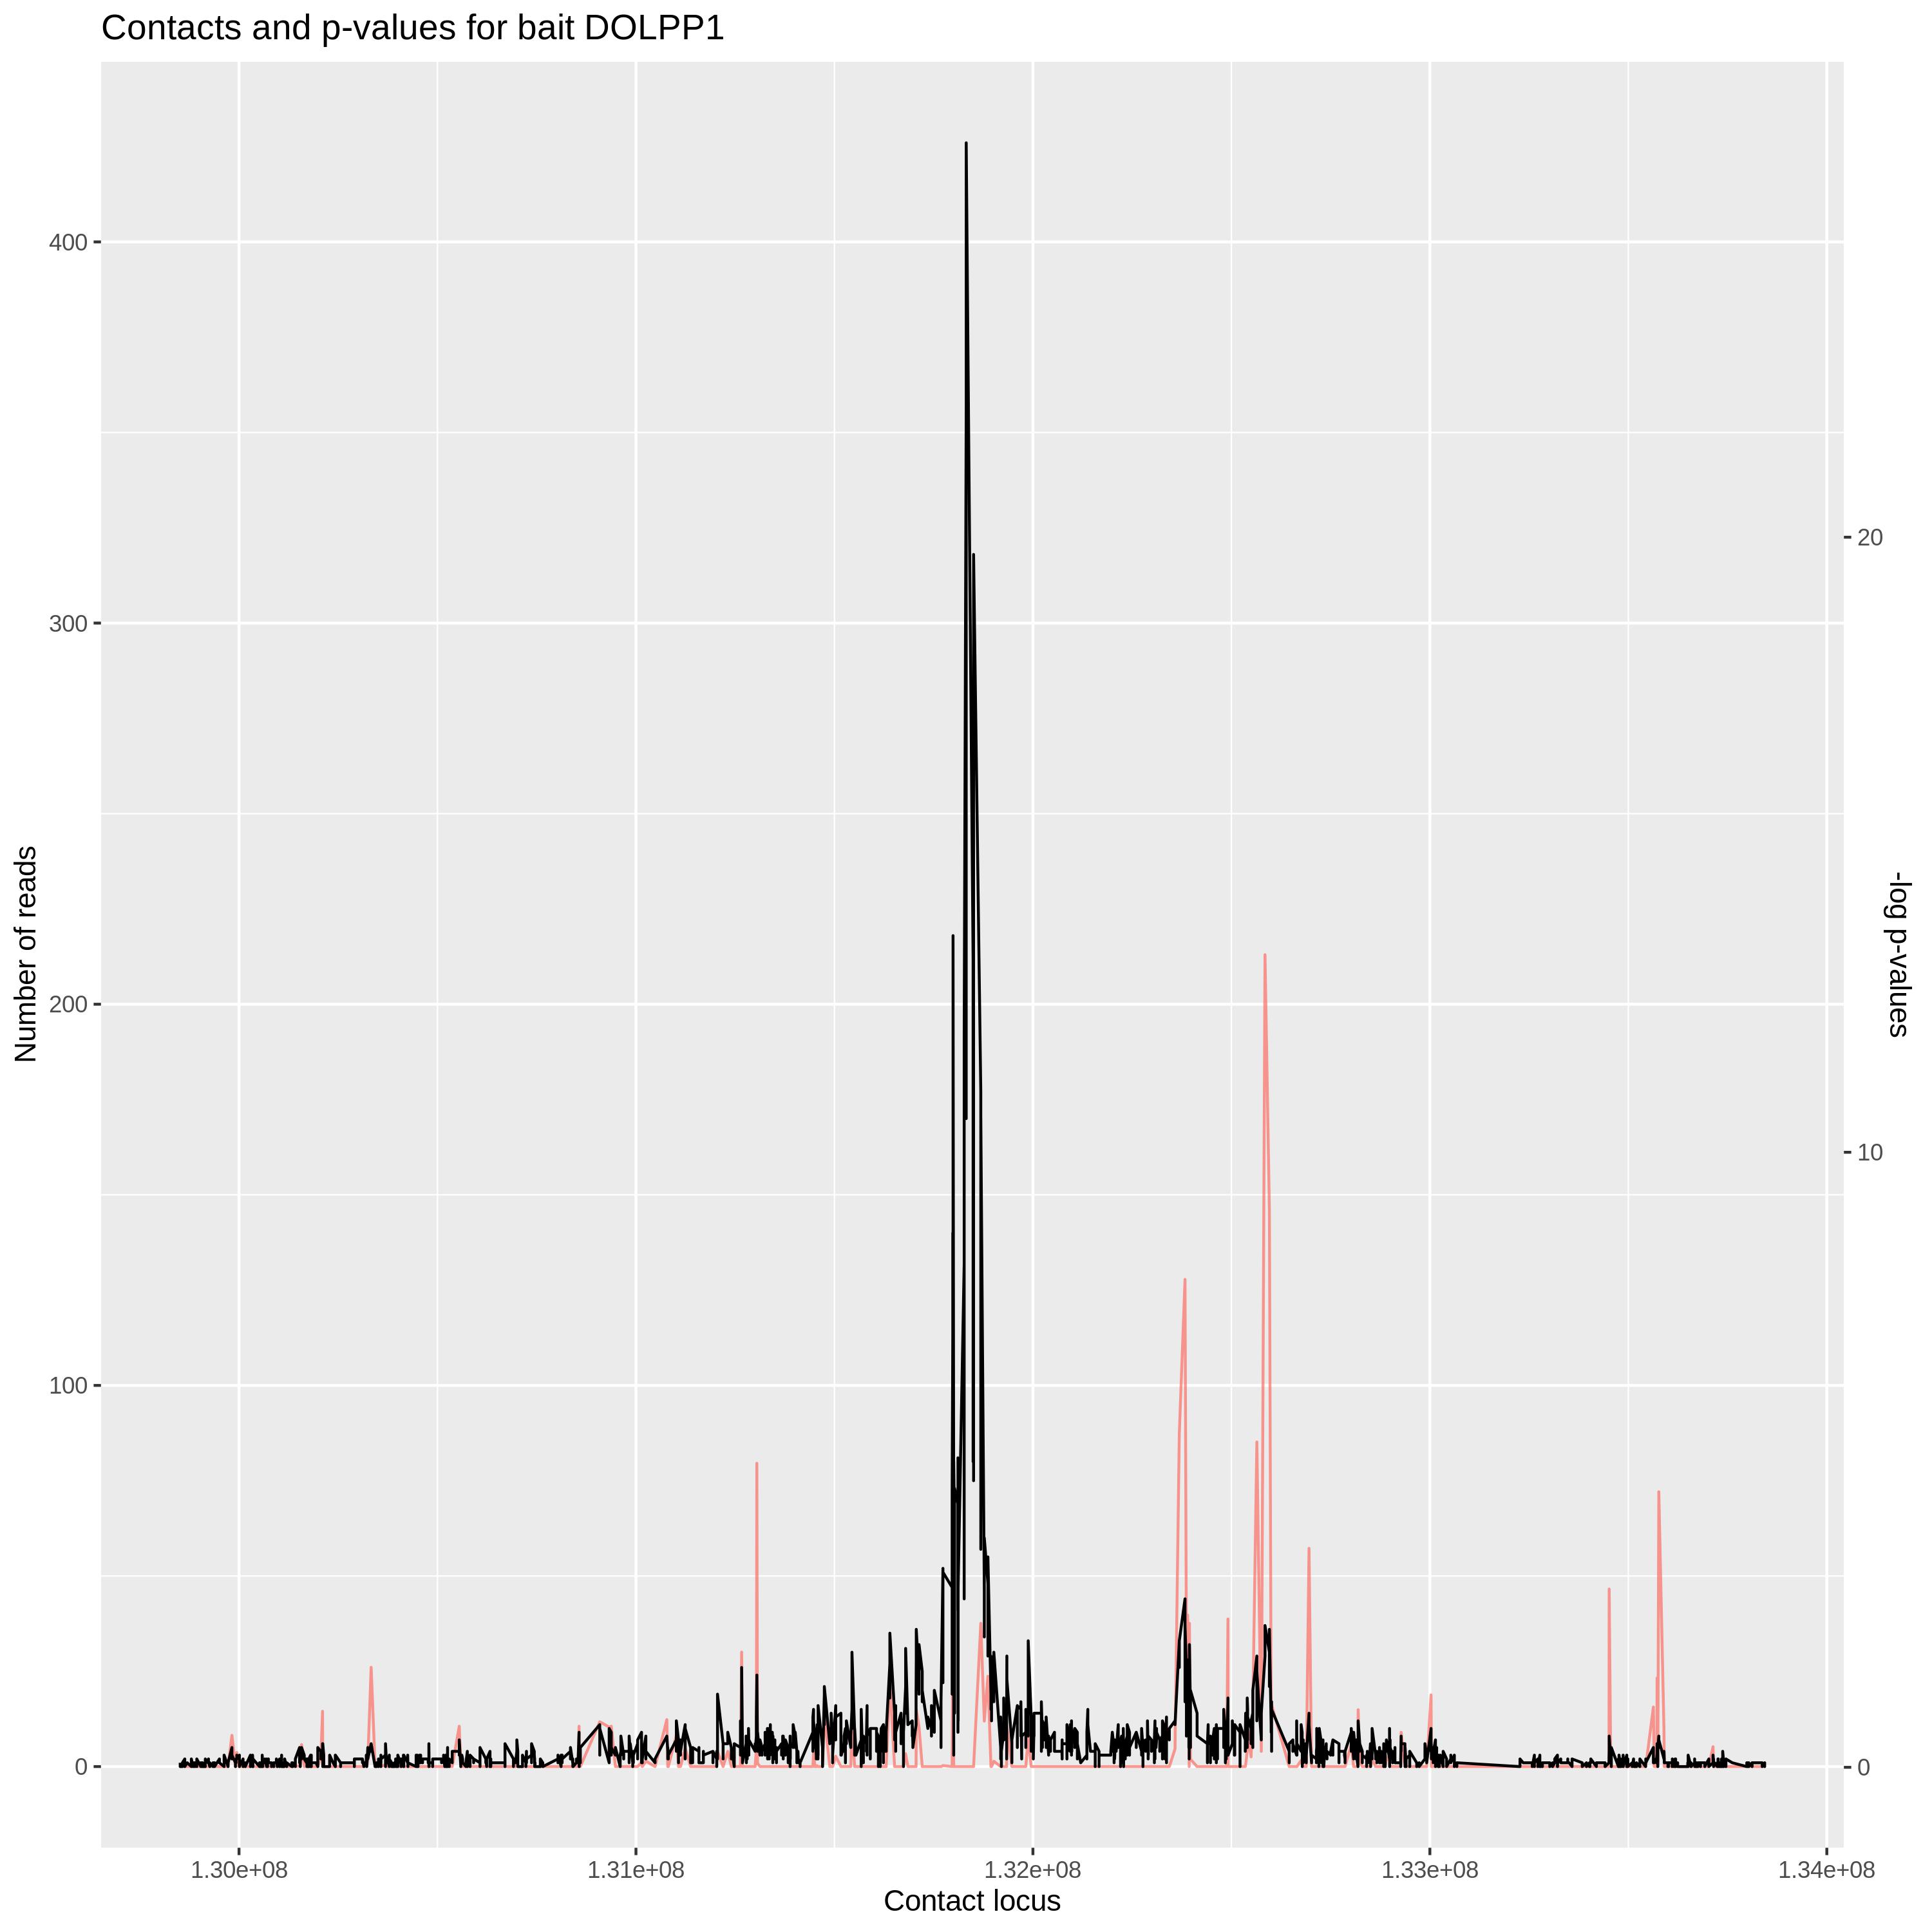 Contacts and p-values for bait DOLPP1
400
300
200
100
0
Number of reads
20
10
0
-log p-values
1.30e+08
1.31e+08
1.32e+08
1.33e+08
1.34e+08
Contact locus